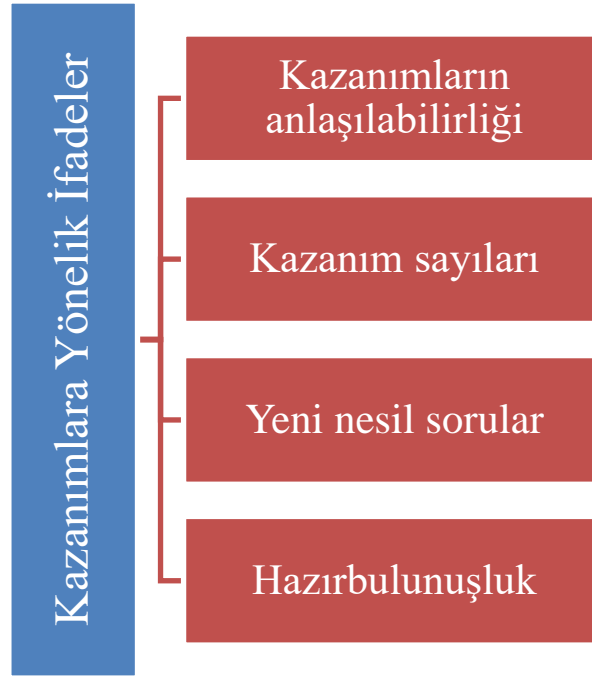 Kazanımlara Yönelik İfadeler
Kazanımların
anlaşılabilirliği
Kazanım sayıları
Yeni nesil sorular
Hazırbulunuşluk